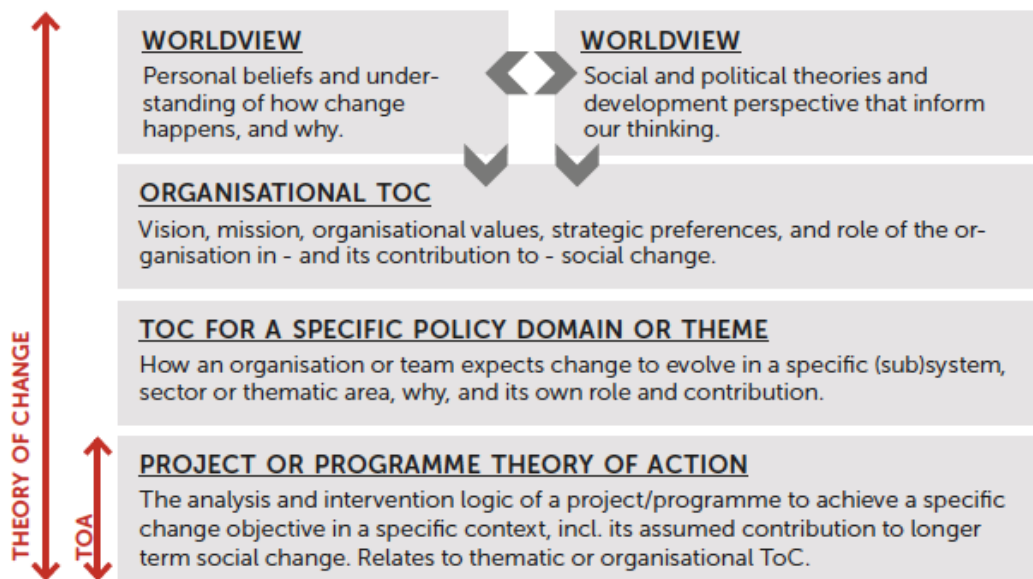 WORLDVIEW
Personal beliefs and under-
standing of how change
happens, and why.
WORLDVIEW
Social and political theories and
development perspective that inform
our thinking.
ORGANISATIONAL TOC
Vision, mission, organisational values, strategic preferences, and role of the or-
ganisation in - and its contribution to - social change.
TOC FOR A SPECIFIC POLICY DOMAIN OR THEME
How an organisation or team expects change to evolve in a specific (sub)system,
sector or thematic area, why, and its own role and contribution.
PROJECT OR PROGRAMME THEORY OF ACTION
The analysis and intervention logic of a project/programme to achieve a specific
change objective in a specific context, incl. its assumed contribution to longer
term social change. Relates to thematic or organisational ToC.
THEORY OF CHANGE
TOA